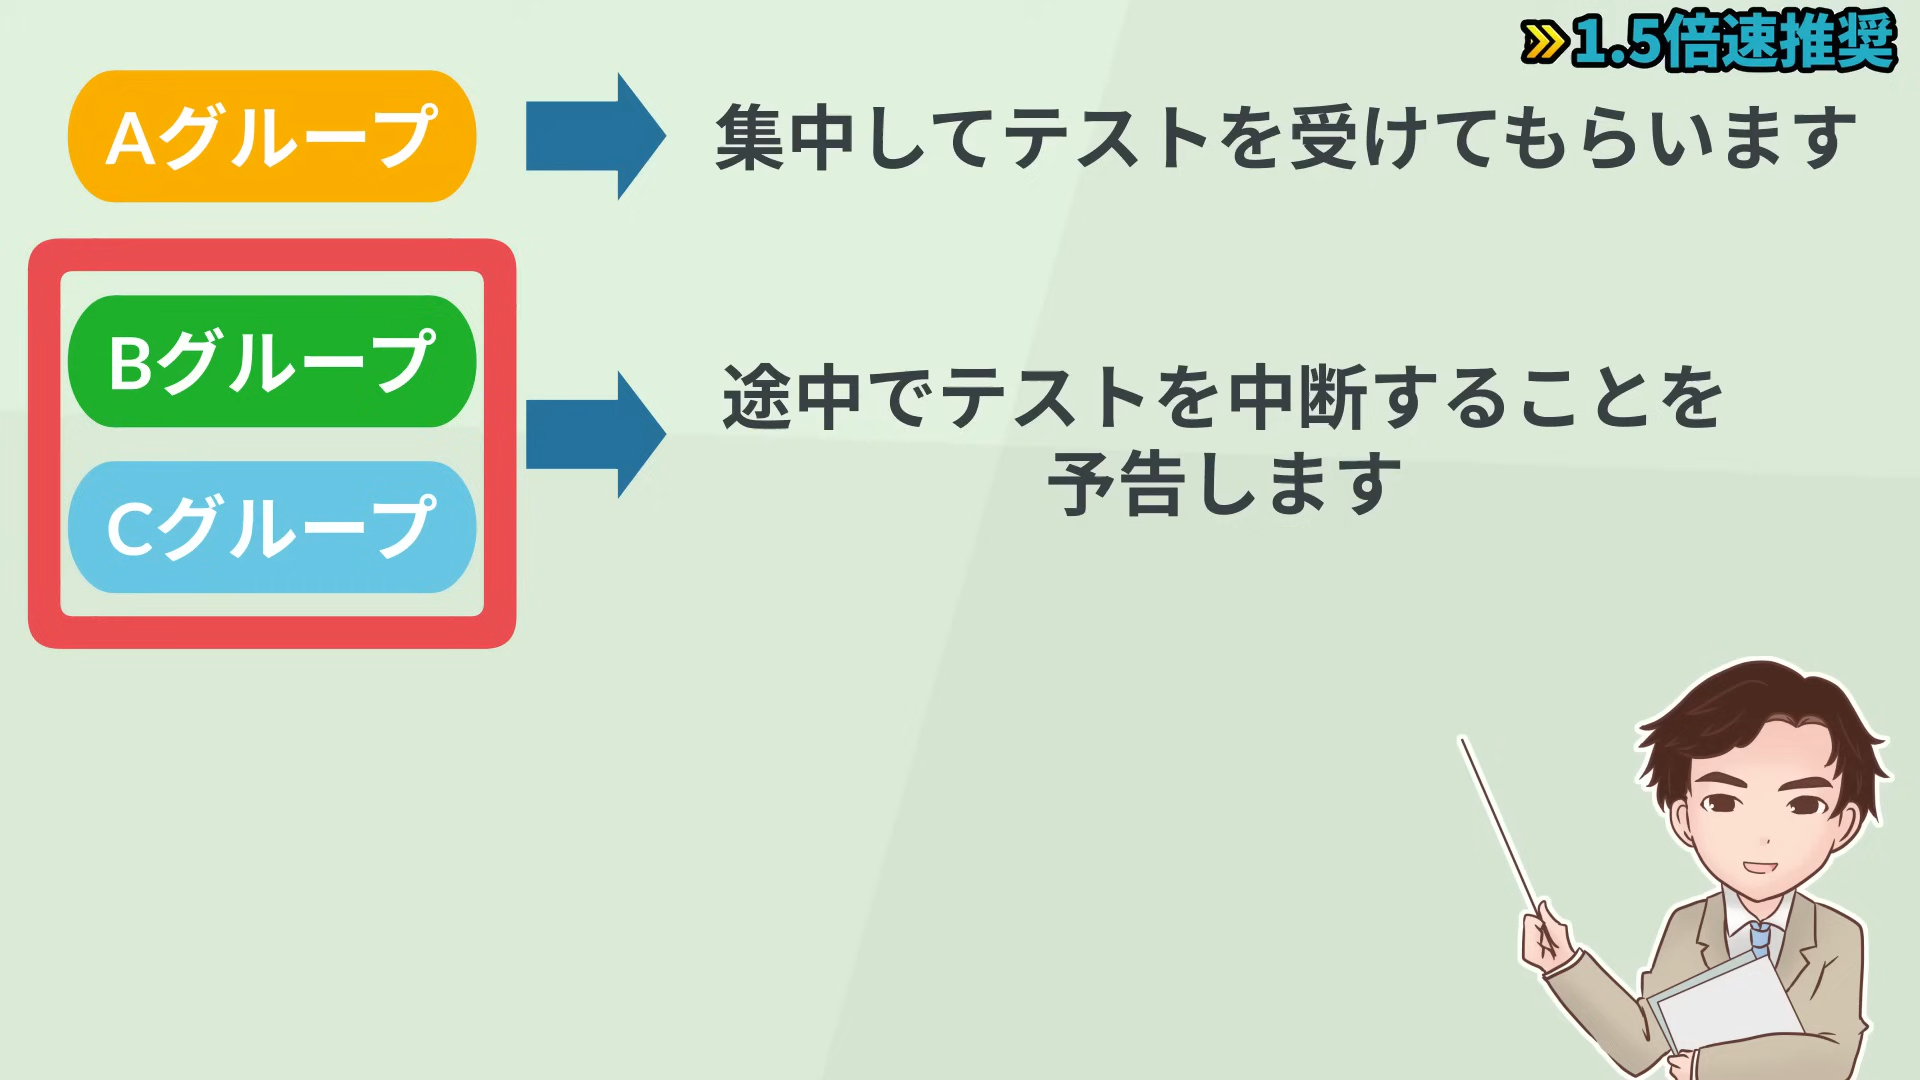 1.5倍速推奨
Aグループ
集中してテストを受けてもらいます
Bグループ
Cグループ
途中でテストを中断することを
予告します